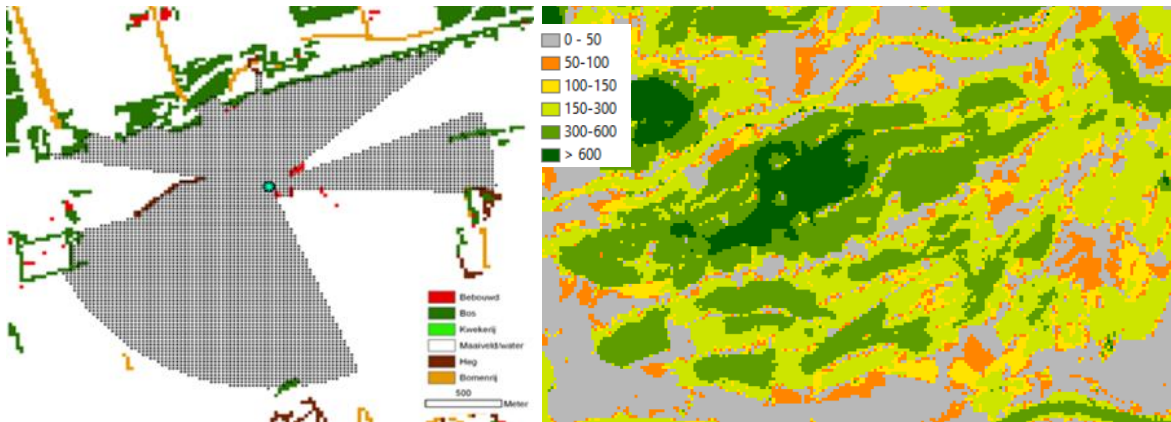 Bebouwd
Bos
Kwekerij
Maaiveld/water
Heg
Bomenrij
500
Meter
0 - 50
50-100
100-150
150-300
300-600
> 600